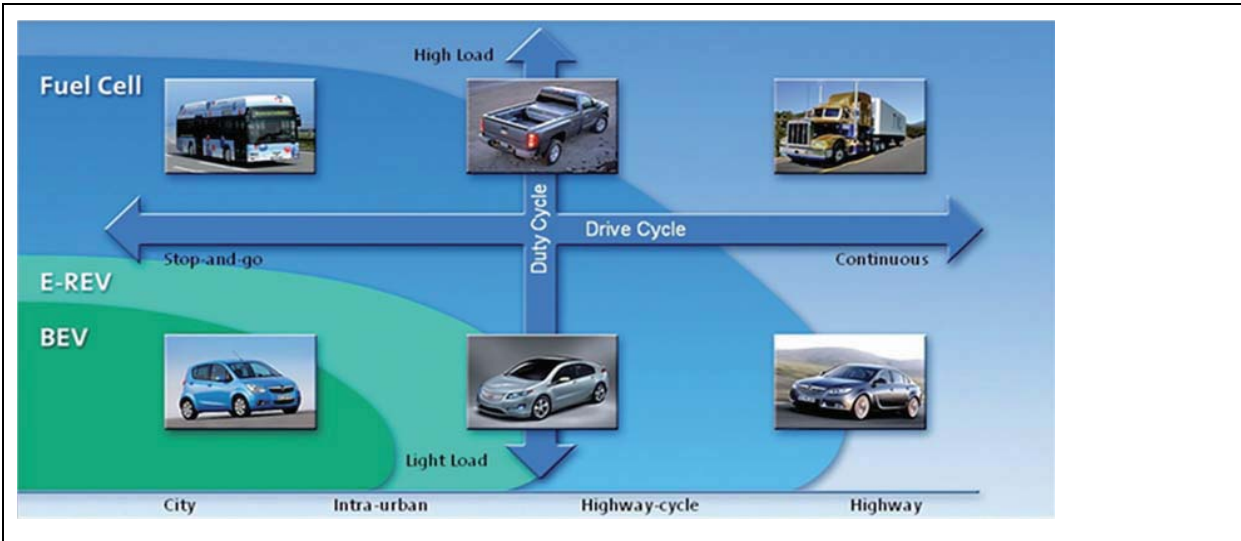 High Load
Fuel Cell
Duty Cycle
Drive Cycle
Stop-and-go
Continuous
E-REV
BEV
Light Load
City
Intra-urban
Highway-cycle
Highway